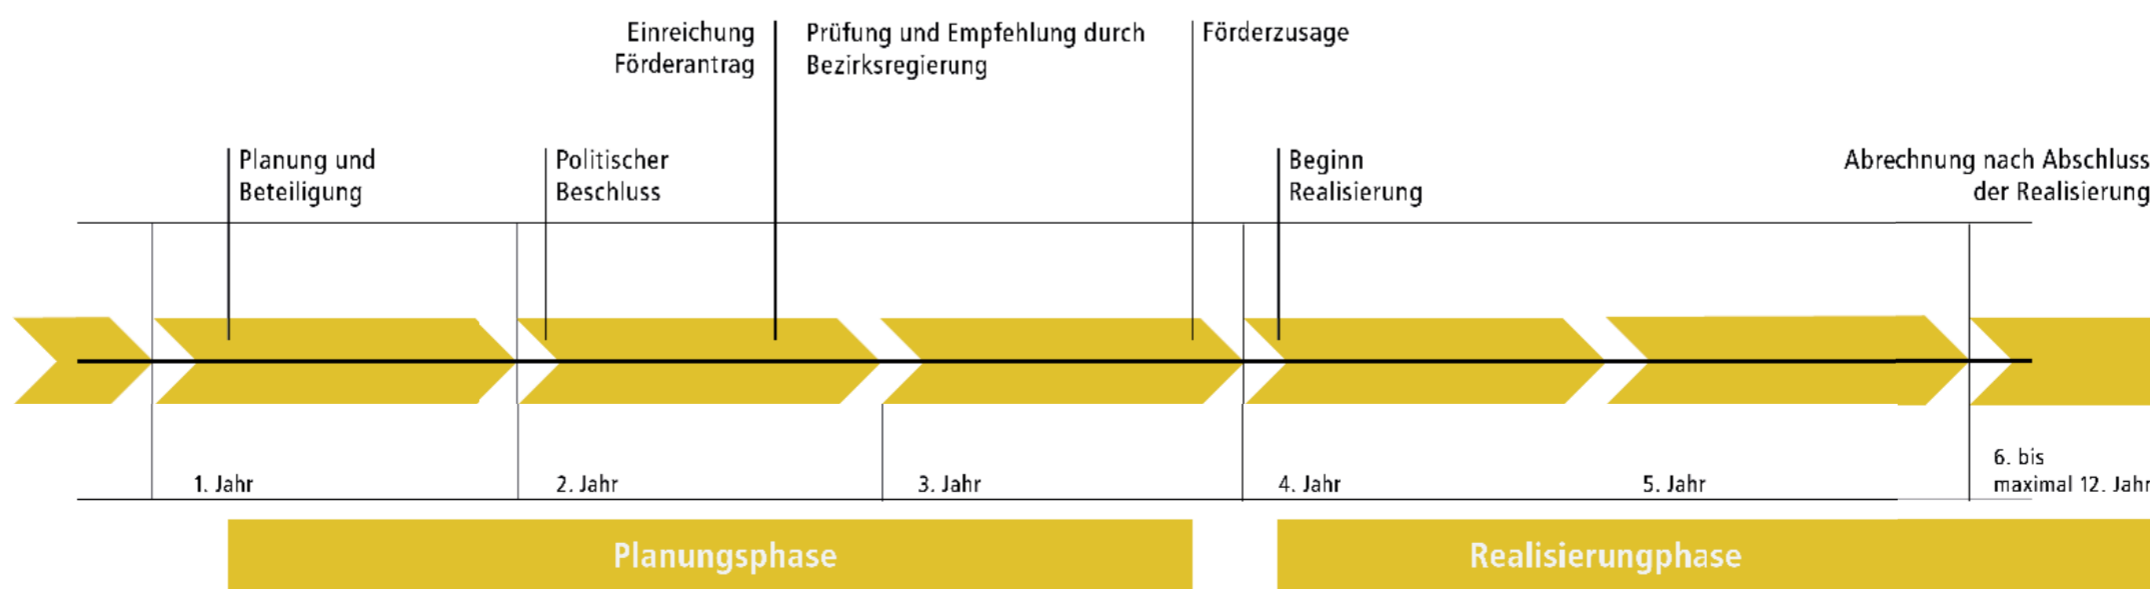 Einreichung
Förderantrag
Prüfung und Empfehlung durch
Bezirksregierung
Förderzusage
Planung und
Beteiligung
Politischer
Beschluss
Beginn
Realisierung
Abrechnung nach Abschluss
der Realisierung
1. Jahr
2. Jahr
3. Jahr
4. Jahr
5. Jahr
6. bis
maximal 12. Jahr
Planungsphase
Realisierungphase